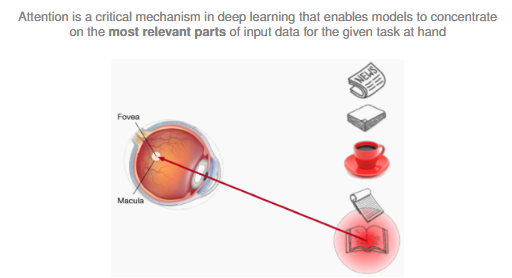 Attention is a critical mechanism in deep learning that enables models to concentrate
on the most relevant parts of input data for the given task at hand
NEWS
Fovea
Macula